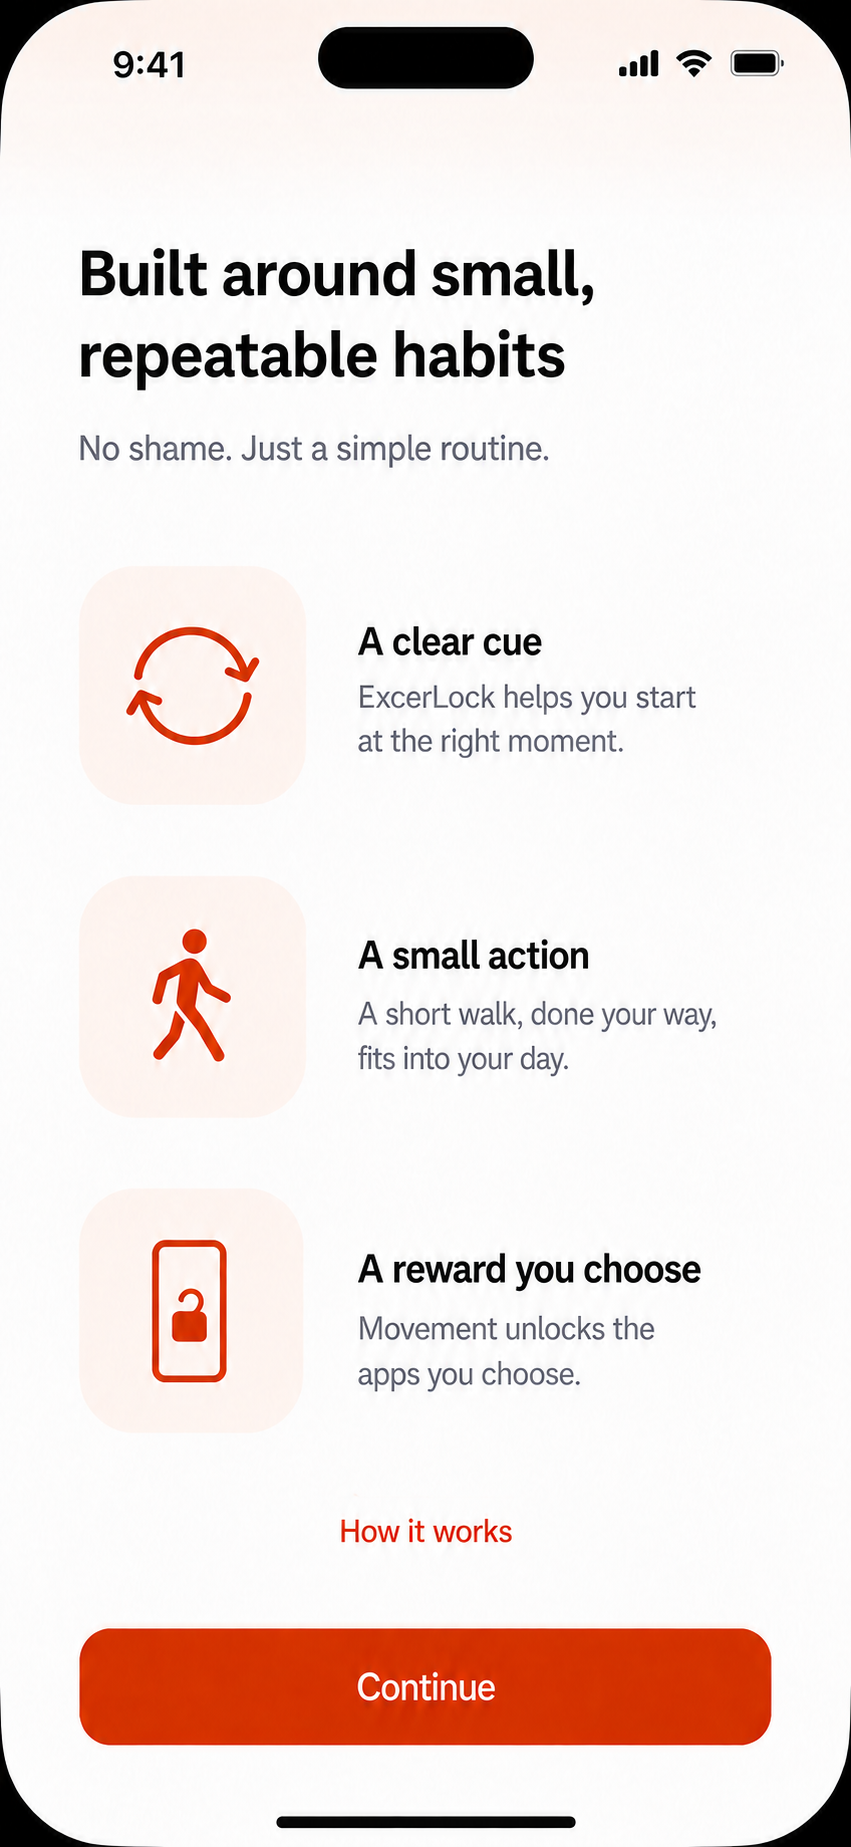 9:41
Built around small,
repeatable habits
No shame. Just a simple routine.
A clear cue
ExcerLock helps you start
at the right moment.
A small action
A short walk, done your way,
fits into your day.
A reward you choose
Movement unlocks the
apps you choose.
How it works
Continue